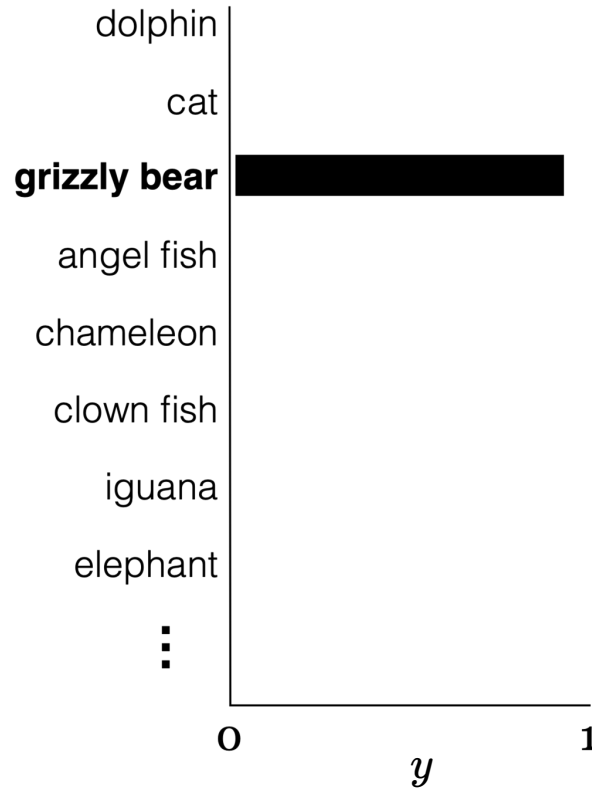 dolphin
cat
grizzly bear
angel fish
chameleon
clown fish
iguana
elephant
⋮
0 1
y